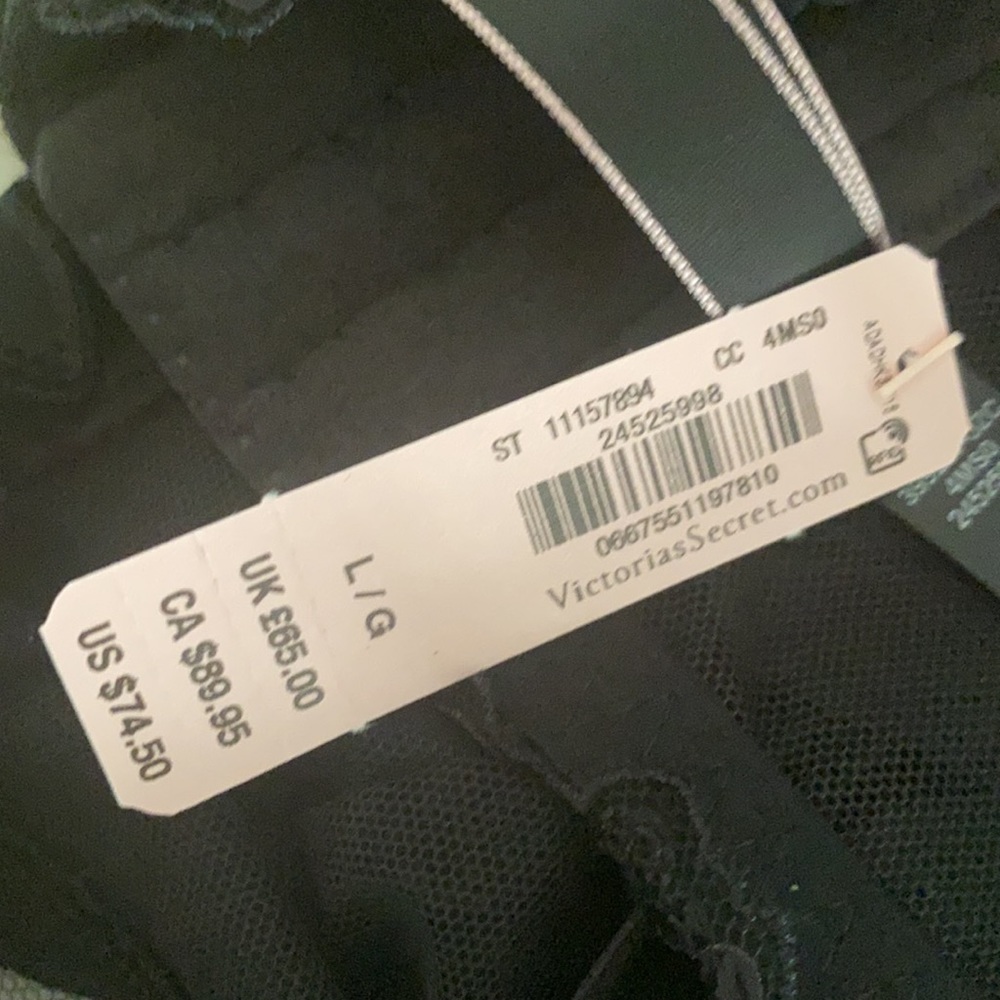 ST 11157894 CC 4MS0
24525998
0667551197810
VictoriasSecret.com
L / G
UK £65.00
CA $89.95
US $74.50